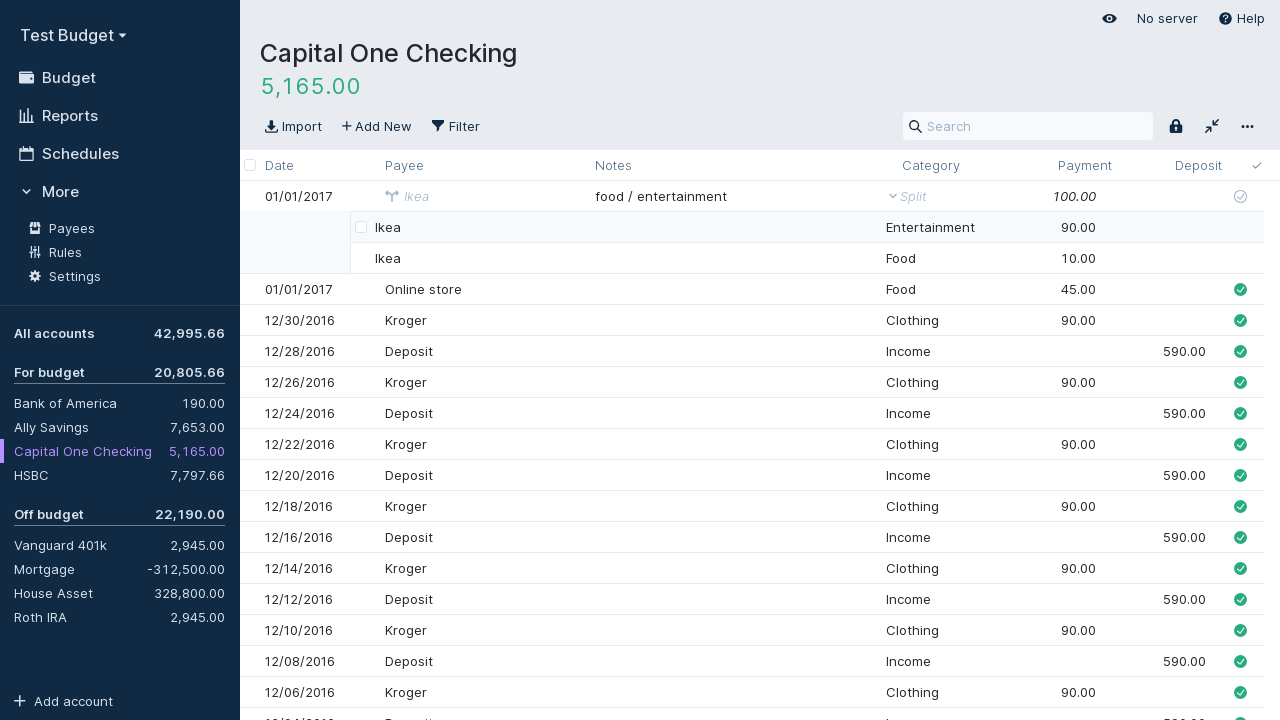 Test Budget
Budget
Reports
Schedules
More
Payees
Rules
Settings
All accounts 42,995.66
For budget 20,805.66
Bank of America 190.00
Ally Savings 7,653.00
Capital One Checking 5,165.00
HSBC 7,797.66
Off budget 22,190.00
Vanguard 401k 2,945.00
Mortgage -312,500.00
House Asset 328,800.00
Roth IRA 2,945.00
Add account
No server Help
Capital One Checking
5,165.00
Import Add New Filter Search
Date Payee Notes Category Payment Deposit
01/01/2017 Ikea food / entertainment Split 100.00
Ikea Entertainment 90.00
Ikea Food 10.00
01/01/2017 Online store Food 45.00
12/30/2016 Kroger Clothing 90.00
12/28/2016 Deposit Income 590.00
12/26/2016 Kroger Clothing 90.00
12/24/2016 Deposit Income 590.00
12/22/2016 Kroger Clothing 90.00
12/20/2016 Deposit Income 590.00
12/18/2016 Kroger Clothing 90.00
12/16/2016 Deposit Income 590.00
12/14/2016 Kroger Clothing 90.00
12/12/2016 Deposit Income 590.00
12/10/2016 Kroger Clothing 90.00
12/08/2016 Deposit Income 590.00
12/06/2016 Kroger Clothing 90.00